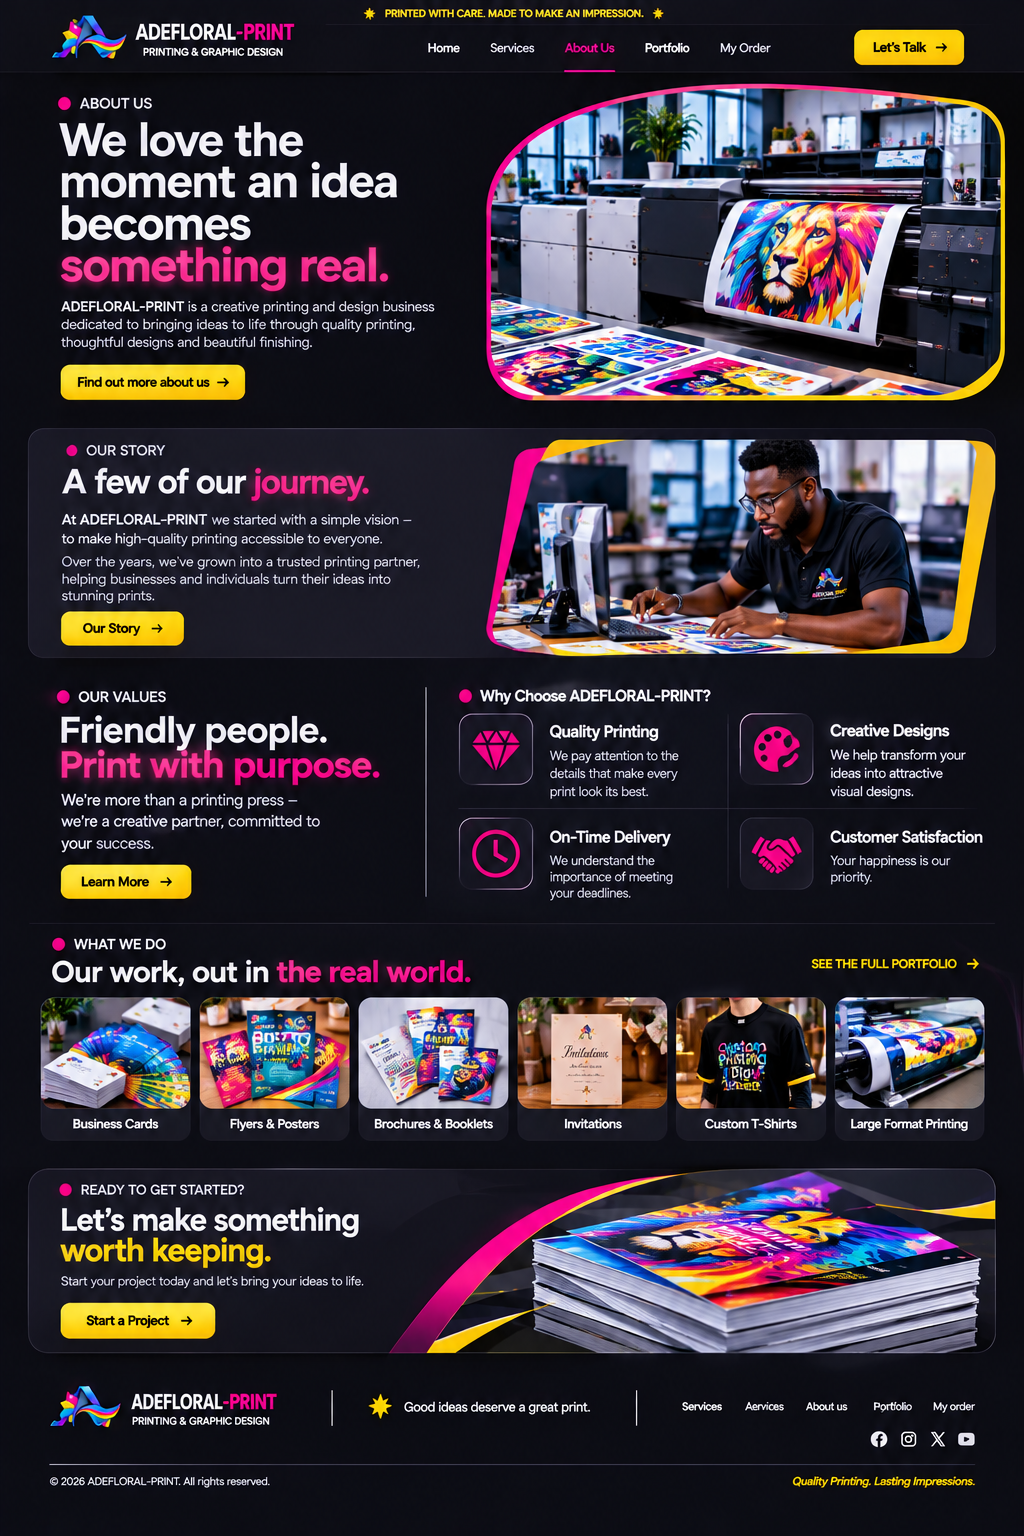 PRINTED WITH CARE. MADE TO MAKE AN IMPRESSION.
ADEFLORAL-PRINT
PRINTING & GRAPHIC DESIGN
Home Services About Us Portfolio My Order
Let's Talk →
ABOUT US
We love the
moment an idea
becomes
something real.
ADEFLORAL-PRINT is a creative printing and design business
dedicated to bringing ideas to life through quality printing,
thoughtful designs and beautiful finishing.
Find out more about us →
OUR STORY
A few of our journey.
At ADEFLORAL-PRINT we started with a simple vision –
to make high-quality printing accessible to everyone.
Over the years, we've grown into a trusted printing partner,
helping businesses and individuals turn their ideas into
stunning prints.
Our Story →
OUR VALUES
Friendly people.
Print with purpose.
We're more than a printing press –
we're a creative partner, committed to
your success.
Learn More →
Why Choose ADEFLORAL-PRINT?
Quality Printing
We pay attention to the
details that make every
print look its best.
Creative Designs
We help transform your
ideas into attractive
visual designs.
On-Time Delivery
We understand the
importance of meeting
your deadlines.
Customer Satisfaction
Your happiness is our
priority.
WHAT WE DO
Our work, out in the real world.
SEE THE FULL PORTFOLIO →
Business Cards
Flyers & Posters
Brochures & Booklets
Invitations
Custom T-Shirts
Large Format Printing
READY TO GET STARTED?
Let's make something
worth keeping.
Start your project today and let's bring your ideas to life.
Start a Project →
ADEFLORAL-PRINT
PRINTING & GRAPHIC DESIGN
Good ideas deserve a great print.
Services Aervices About us Portfolio My order
© 2026 ADEFLORAL-PRINT. All rights reserved.
Quality Printing. Lasting Impressions.